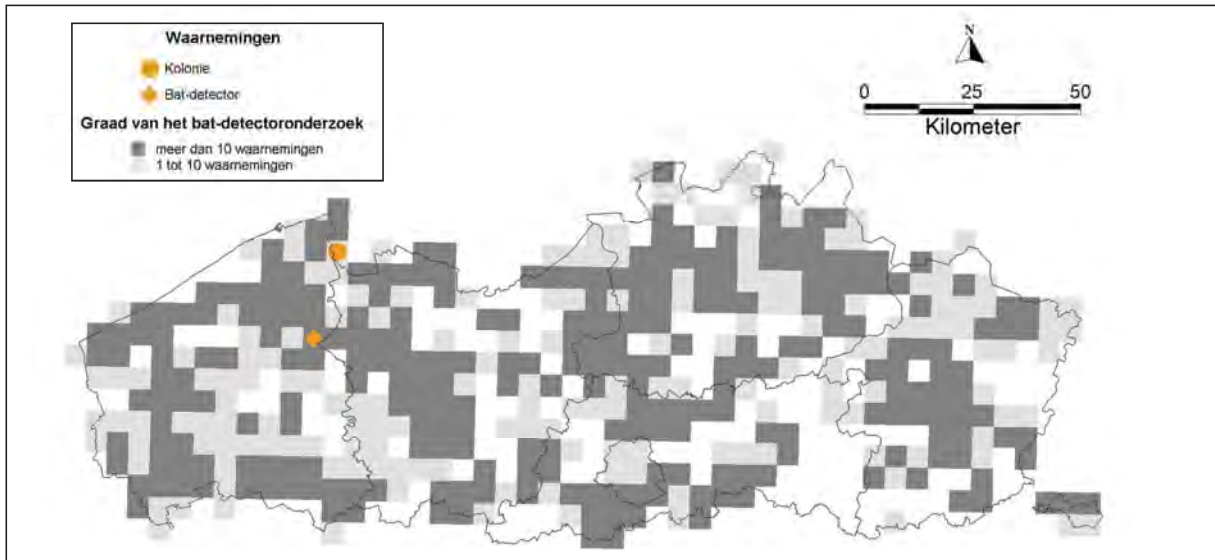 Waarnemingen
Kolonie
Bat-detector
Graad van het bat-detectoronderzoek
meer dan 10 waarnemingen
1 tot 10 waarnemingen
N
0 25 50
Kilometer